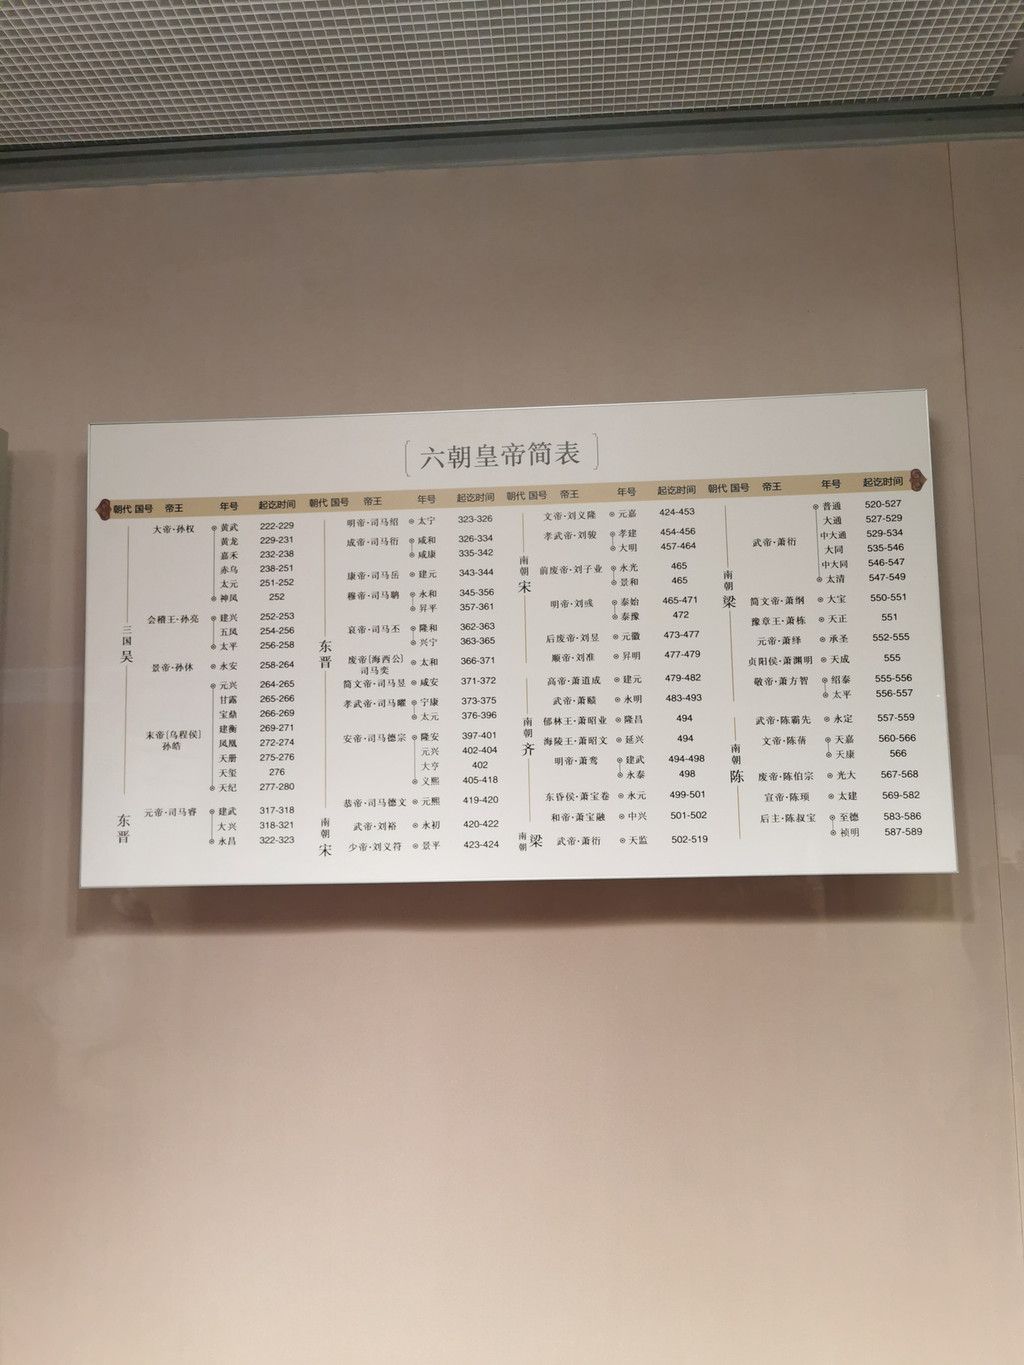 六朝皇帝简表
朝代 国号 帝王 年号 起讫时间
三国吴
大帝·孙权 黄武 222-229
黄龙 229-231
嘉禾 232-238
赤乌 238-251
太元 251-252
神凤 252
会稽王·孙亮 建兴 252-253
五凤 254-256
太平 256-258
景帝·孙休 永安 258-264
末帝[乌程侯]孙皓
元兴 264-265
甘露 265-266
宝鼎 266-269
建衡 269-271
凤凰 272-274
天册 275-276
天玺 276
天纪 277-280
东晋
元帝·司马睿 建武 317-318
大兴 318-321
永昌 322-323
朝代 国号 帝王 年号 起讫时间
东晋
明帝·司马绍 太宁 323-326
成帝·司马衍 咸和 326-334
咸康 335-342
康帝·司马岳 建元 343-344
穆帝·司马聃 永和 345-356
昇平 357-361
哀帝·司马丕 隆和 362-363
兴宁 363-365
废帝[海西公]司马奕 太和 366-371
简文帝·司马昱 咸安 371-372
孝武帝·司马曜 宁康 373-375
太元 376-396
安帝·司马德宗 隆安 397-401
元兴 402-404
大亨 402
义熙 405-418
恭帝·司马德文 元熙 419-420
南朝宋
武帝·刘裕 永初 420-422
少帝·刘义符 景平 423-424
朝代 国号 帝王 年号 起讫时间
南朝宋
文帝·刘义隆 元嘉 424-453
孝武帝·刘骏 孝建 454-456
大明 457-464
前废帝·刘子业 永光 465
景和 465
明帝·刘彧 泰始 465-471
泰豫 472
后废帝·刘昱 元徽 473-477
顺帝·刘准 昇明 477-479
南朝齐
高帝·萧道成 建元 479-482
武帝·萧赜 永明 483-493
郁林王·萧昭业 隆昌 494
海陵王·萧昭文 延兴 494
明帝·萧鸾 建武 494-498
永泰 498
东昏侯·萧宝卷 永元 499-501
和帝·萧宝融 中兴 501-502
南朝梁
武帝·萧衍 天监 502-519
朝代 国号 帝王 年号 起讫时间
南朝梁
武帝·萧衍
普通 520-527
大通 527-529
中大通 529-534
大同 535-546
中大同 546-547
太清 547-549
简文帝·萧纲 大宝 550-551
豫章王·萧栋 天正 551
元帝·萧绎 承圣 552-555
贞阳侯·萧渊明 天成 555
敬帝·萧方智 绍泰 555-556
太平 556-557
南朝陈
武帝·陈霸先 永定 557-559
文帝·陈蒨 天嘉 560-566
天康 566
废帝·陈伯宗 光大 567-568
宣帝·陈顼 太建 569-582
后主·陈叔宝 至德 583-586
祯明 587-589